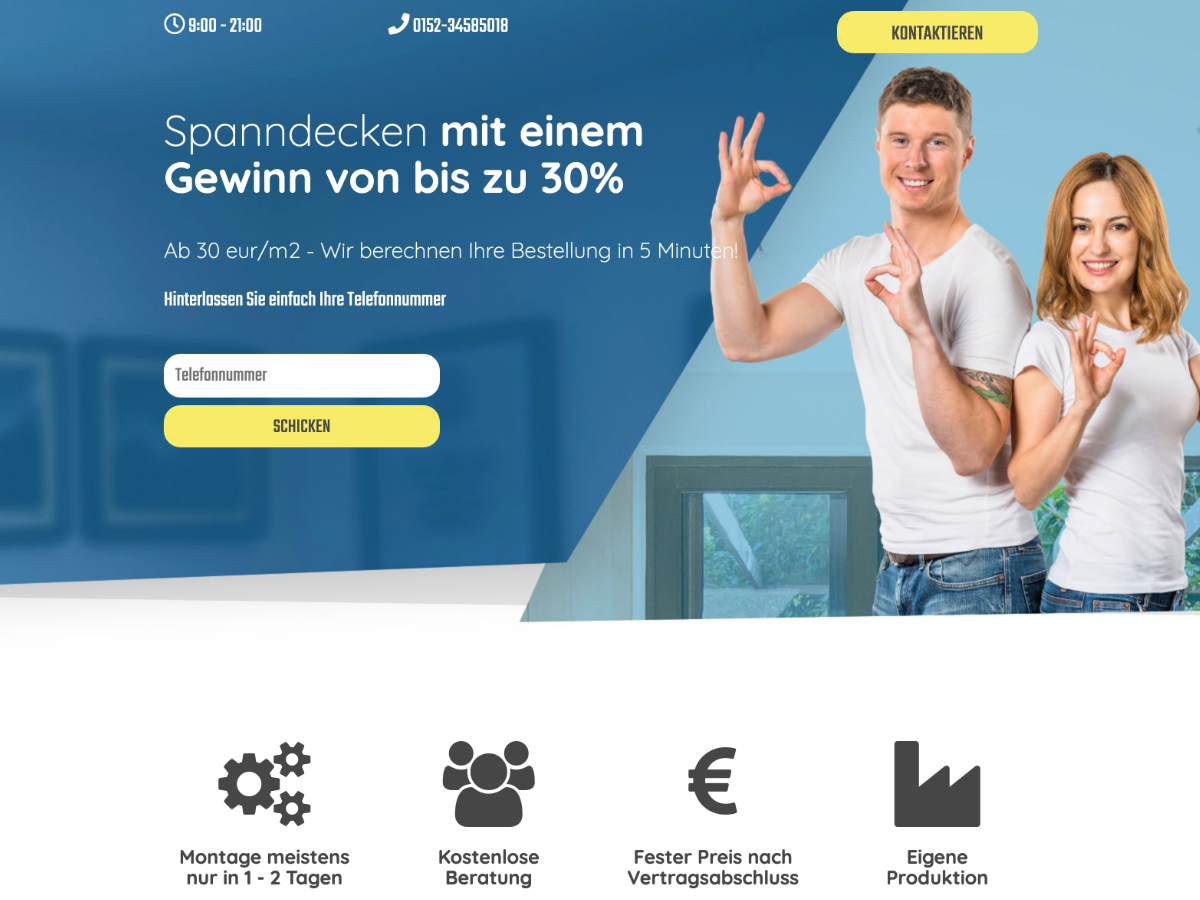 9:00 - 21:00
0152-34585018
KONTAKTIEREN
Spanndecken mit einem
Gewinn von bis zu 30%
Ab 30 eur/m2 - Wir berechnen Ihre Bestellung in 5 Minuten!
Hinterlassen Sie einfach Ihre Telefonnummer
Telefonnummer
SCHICKEN
Montage meistens
nur in 1 - 2 Tagen
Kostenlose
Beratung
Fester Preis nach
Vertragsabschluss
Eigene
Produktion